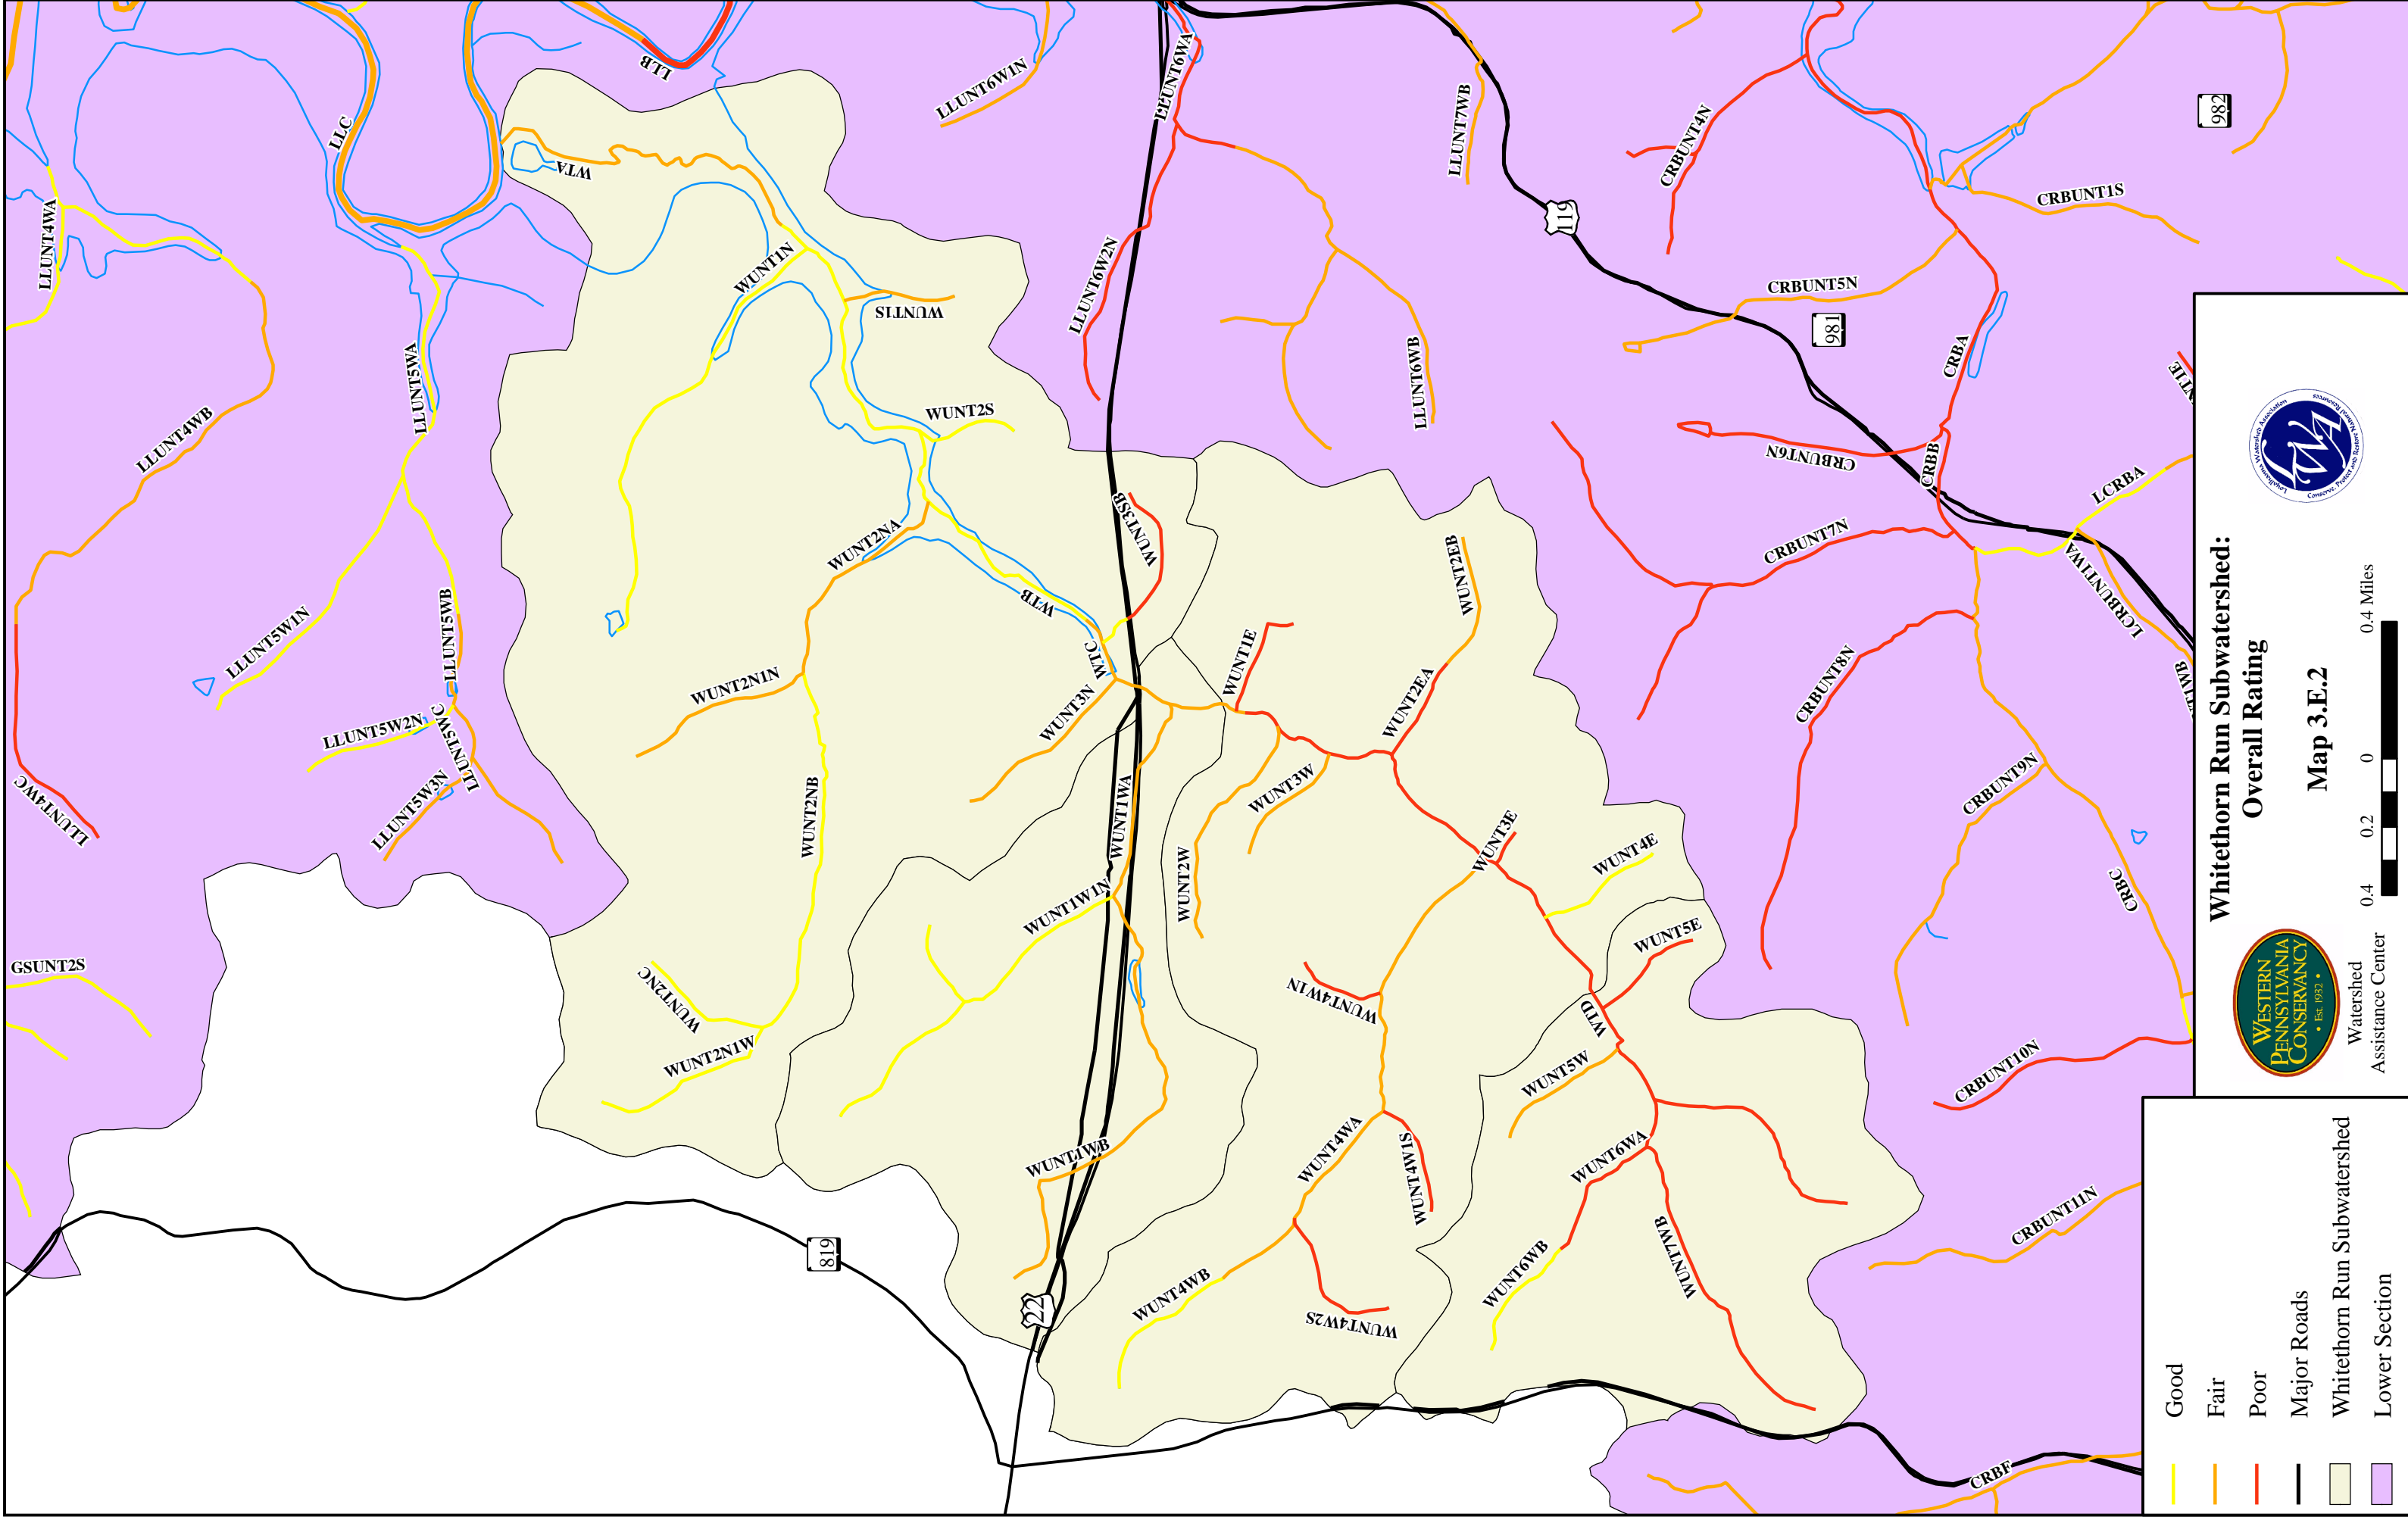 LLC
LLB
LLUNT4WA
LLUNT4WB
LLUNT4WC
LLUNT5WA
LLUNT5W1N
LLUNT5WB
LLUNT5W2N
LLUNT5WC
LLUNT5W3N
GSUNT2S
WTA
WUNT1N
WUNT1S
WUNT2S
WUNT2NA
WTB
WUNT2N1N
WUNT2NB
WUNT2NC
WUNT2N1W
WTC
WUNT3N
WUNT3SB
LLUNT6W1N
LLUNT6WA
LLUNT6W2N
LLUNT6WB
LLUNT7WB
119
981
982
CRBUNT4N
CRBUNT1S
CRBUNT5N
CRBA
CRBUNT6N
CRBB
CRBUNT7N
LCRBA
LCRBUNT1WA
CRBUNT8N
CRBUNT9N
CRBC
CRBUNT10N
CRBUNT11N
CRBF
WUNT1E
WUNT2EB
WUNT2EA
WUNT1WA
WUNT1W1N
WUNT1WB
WUNT2W
WUNT3W
WUNT3E
WUNT4E
WUNT5E
WTD
WUNT4W1N
WUNT4WA
WUNT4W1S
WUNT4WB
WUNT4W2S
WUNT5W
WUNT6WA
WUNT6WB
WUNT7WB
819
22
Whitethorn Run Subwatershed:
Overall Rating
Map 3.E.2
0.4 0.2 0 0.4 Miles
WESTERN
PENNSYLVANIA
CONSERVANCY
• Est. 1932 •
Watershed
Assistance Center
Good
Fair
Poor
Major Roads
Whitethorn Run Subwatershed
Lower Section